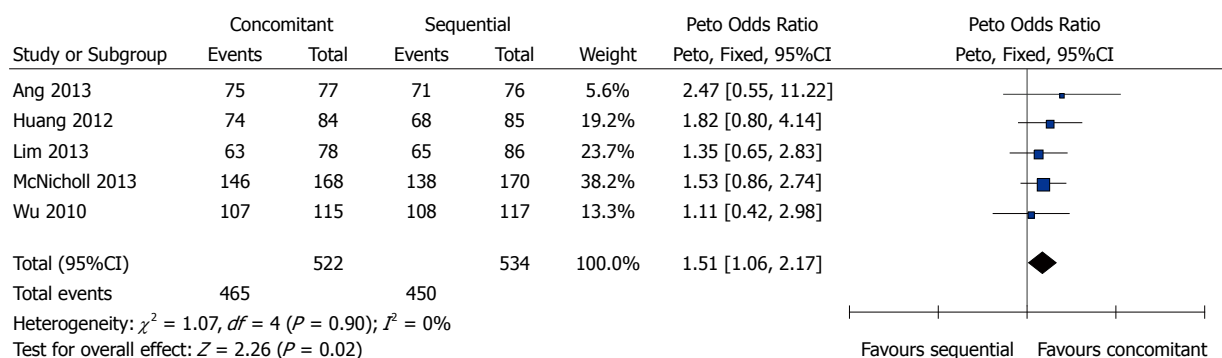 Concomitant Sequential Peto Odds Ratio Peto Odds Ratio
Study or Subgroup Events Total Events Total Weight Peto, Fixed, 95%CI Peto, Fixed, 95%CI
Ang 2013 75 77 71 76 5.6% 2.47 [0.55, 11.22]
Huang 2012 74 84 68 85 19.2% 1.82 [0.80, 4.14]
Lim 2013 63 78 65 86 23.7% 1.35 [0.65, 2.83]
McNicholl 2013 146 168 138 170 38.2% 1.53 [0.86, 2.74]
Wu 2010 107 115 108 117 13.3% 1.11 [0.42, 2.98]
Total (95%CI) 522 534 100.0% 1.51 [1.06, 2.17]
Total events 465 450
Heterogeneity: χ² = 1.07, df = 4 (P = 0.90); I² = 0%
Test for overall effect: Z = 2.26 (P = 0.02) Favours sequential Favours concomitant